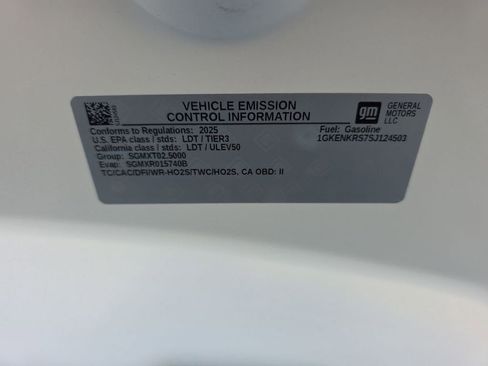 VEHICLE EMISSION
CONTROL INFORMATION
gm
GENERAL
MOTORS
LLC
Conforms to Regulations: 2025
Fuel: Gasoline
U.S. EPA class / stds: LDT / TIER3
1GKENKRS7SJ124503
California class / stds: LDT / ULEV50
Group: SGMXT02.5000
Evap: SGMXR015740B
TC/CAC/DFI/WR-HO2S/TWC/HO2S, CA OBD: II